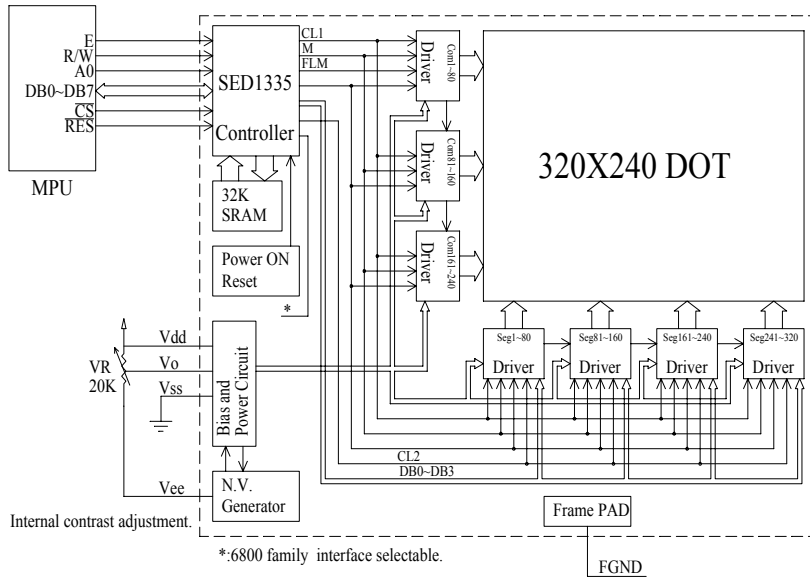 E
R/W
A0
DB0~DB7
CS
RES
MPU
SED1335
Controller
32K
SRAM
Power ON
Reset
*
CL1
M
FLM
Driver
Com1~80
Driver
Com81~160
Driver
Com161~240
320X240 DOT
Seg1~80
Driver
Seg81~160
Driver
Seg161~240
Driver
Seg241~320
Driver
Vdd
Vo
Vss
Vee
VR
20K
Bias and
Power Circuit
N.V.
Generator
CL2
DB0~DB3
Internal contrast adjustment.
Frame PAD
FGND
*:6800 family interface selectable.